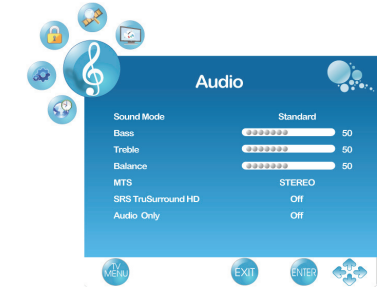 Audio
Sound Mode Standard
Bass 50
Treble 50
Balance 50
MTS STEREO
SRS TruSurround HD Off
Audio Only Off
TV MENU EXIT ENTER